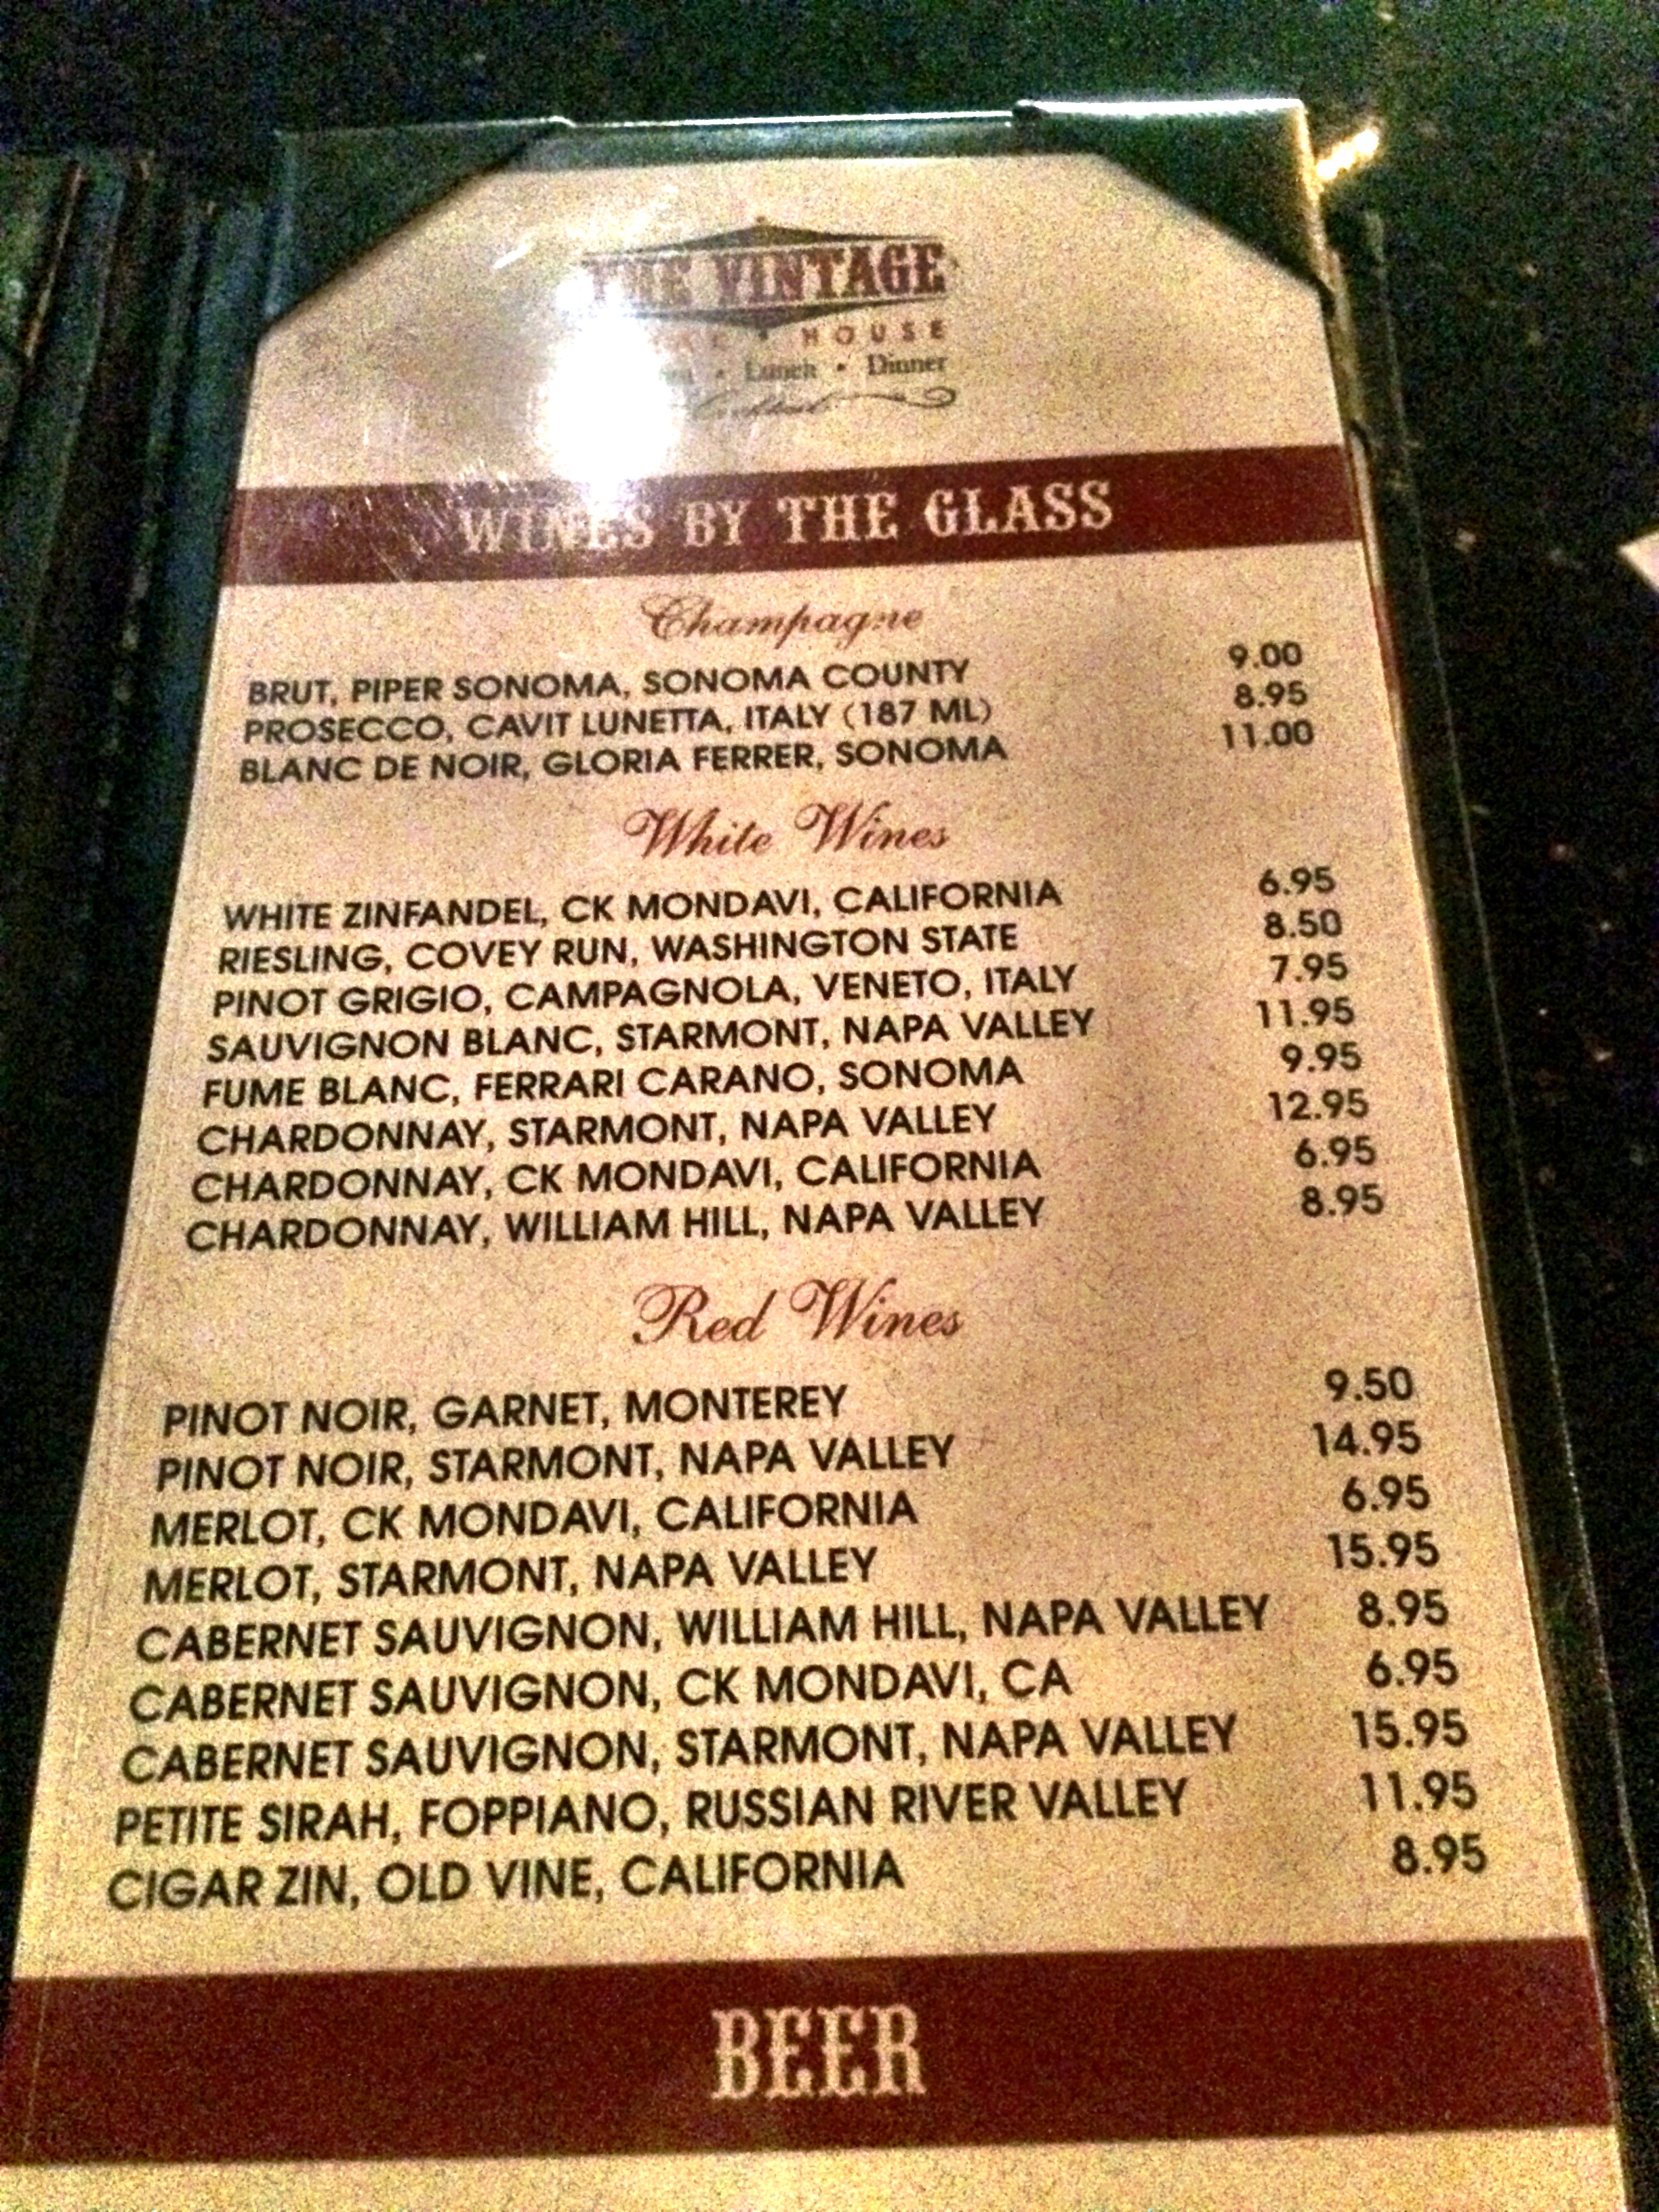 THE VINTAGE
HOUSE
Lunch • Dinner
WINES BY THE GLASS
Champagne
BRUT, PIPER SONOMA, SONOMA COUNTY 9.00
PROSECCO, CAVIT LUNETTA, ITALY (187 ML) 8.95
BLANC DE NOIR, GLORIA FERRER, SONOMA 11.00
White Wines
WHITE ZINFANDEL, CK MONDAVI, CALIFORNIA 6.95
RIESLING, COVEY RUN, WASHINGTON STATE 8.50
PINOT GRIGIO, CAMPAGNOLA, VENETO, ITALY 7.95
SAUVIGNON BLANC, STARMONT, NAPA VALLEY 11.95
FUME BLANC, FERRARI CARANO, SONOMA 9.95
CHARDONNAY, STARMONT, NAPA VALLEY 12.95
CHARDONNAY, CK MONDAVI, CALIFORNIA 6.95
CHARDONNAY, WILLIAM HILL, NAPA VALLEY 8.95
Red Wines
PINOT NOIR, GARNET, MONTEREY 9.50
PINOT NOIR, STARMONT, NAPA VALLEY 14.95
MERLOT, CK MONDAVI, CALIFORNIA 6.95
MERLOT, STARMONT, NAPA VALLEY 15.95
CABERNET SAUVIGNON, WILLIAM HILL, NAPA VALLEY 8.95
CABERNET SAUVIGNON, CK MONDAVI, CA 6.95
CABERNET SAUVIGNON, STARMONT, NAPA VALLEY 15.95
PETITE SIRAH, FOPPIANO, RUSSIAN RIVER VALLEY 11.95
CIGAR ZIN, OLD VINE, CALIFORNIA 8.95
BEER